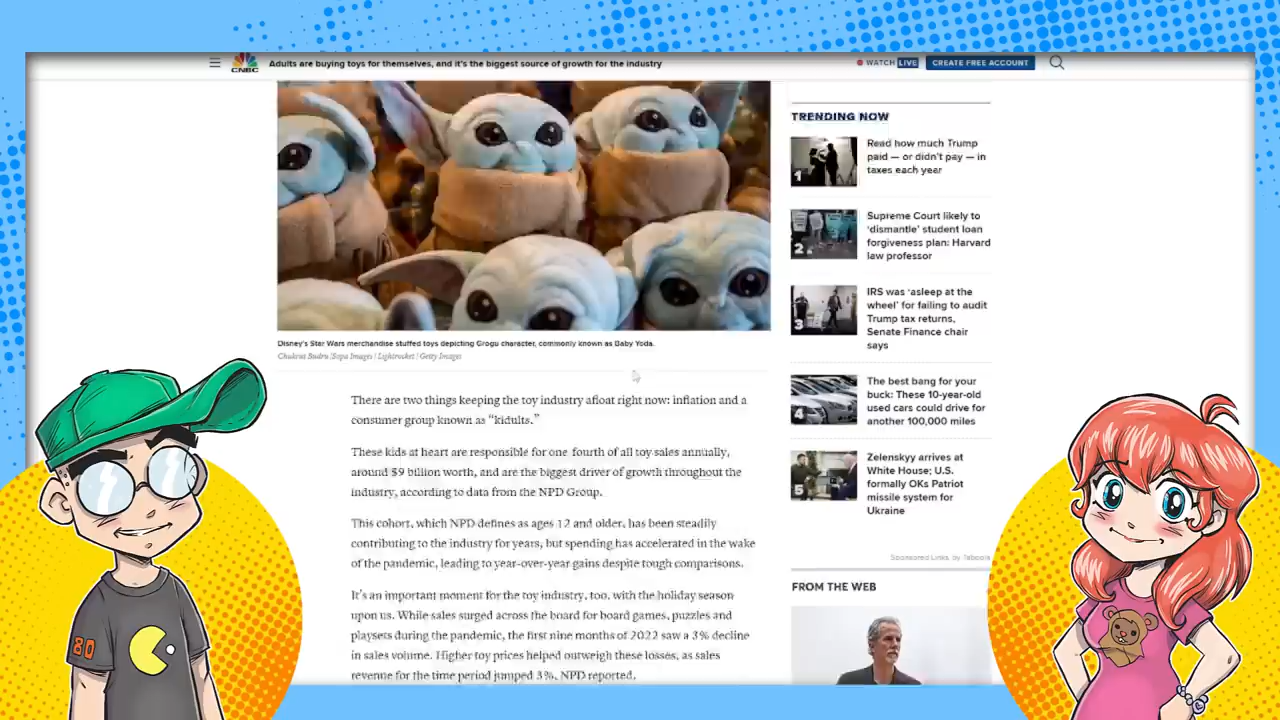 CNBC
Adults are buying toys for themselves, and it's the biggest source of growth for the industry
WATCH LIVE
CREATE FREE ACCOUNT
Disney's Star Wars merchandise stuffed toys depicting Grogu character, commonly known as Baby Yoda.
Chukrut Budrul|Sopa Images | Lightrocket | Getty Images
There are two things keeping the toy industry afloat right now: inflation and a
consumer group known as “kidults.”
These kids at heart are responsible for one-fourth of all toy sales annually,
around $9 billion worth, and are the biggest driver of growth throughout the
industry, according to data from the NPD Group.
This cohort, which NPD defines as ages 12 and older, has been steadily
contributing to the industry for years, but spending has accelerated in the wake
of the pandemic, leading to year-over-year gains despite tough comparisons.
It's an important moment for the toy industry, too, with the holiday season
upon us. While sales surged across the board for board games, puzzles and
playsets during the pandemic, the first nine months of 2022 saw a 3% decline
in sales volume. Higher toy prices helped outweigh these losses, as sales
revenue for the time period jumped 3%, NPD reported.
TRENDING NOW
1
Read how much Trump
paid — or didn't pay — in
taxes each year
2
Supreme Court likely to
‘dismantle’ student loan
forgiveness plan: Harvard
law professor
3
IRS was ‘asleep at the
wheel’ for failing to audit
Trump tax returns,
Senate Finance chair
says
4
The best bang for your
buck: These 10-year-old
used cars could drive for
another 100,000 miles
5
Zelenskyy arrives at
White House; U.S.
formally OKs Patriot
missile system for
Ukraine
Sponsored Links by Taboola
FROM THE WEB
80